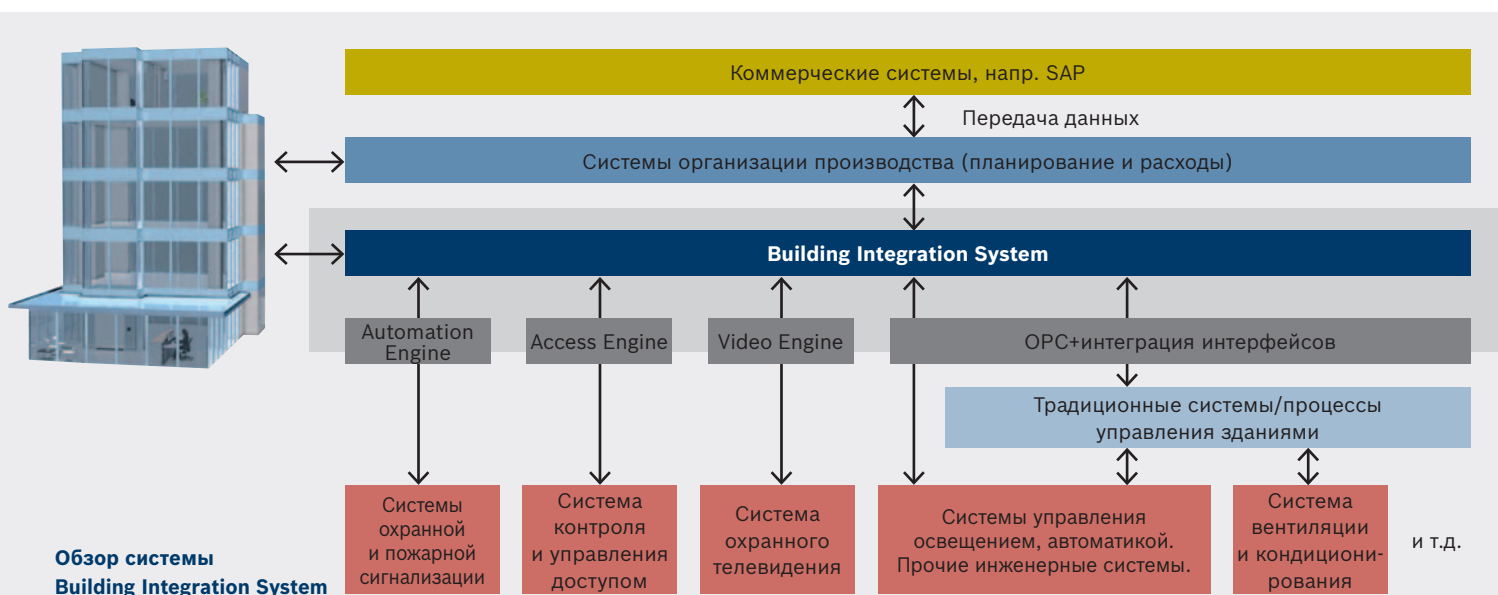 Коммерческие системы, напр. SAP
Передача данных
Системы организации производства (планирование и расходы)
Building Integration System
Automation
Engine
Access Engine
Video Engine
OPC+интеграция интерфейсов
Традиционные системы/процессы
управления зданиями
Системы
охранной
и пожарной
сигнализации
Система
контроля
и управления
доступом
Система
охранного
телевидения
Системы управления
освещением, автоматикой.
Прочие инженерные системы.
Система
вентиляции
и кондициони-
рования
и т.д.
Обзор системы
Building Integration System